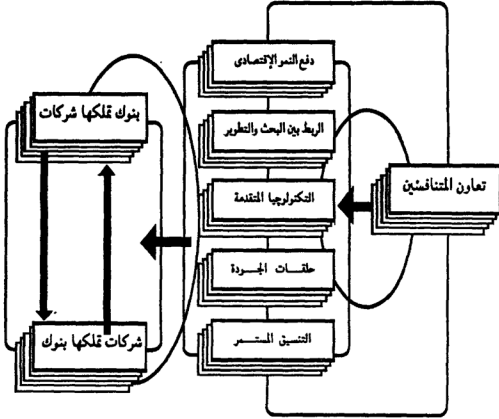 دفع النمو الإقتصادى
بنوك تملكها شركات
الربط بين البحث والتطوير
تعاون المتنافسين
التكنولوجيا المتقدمة
حلقات الجودة
شركات تملكها بنوك
التنسيق المستمر